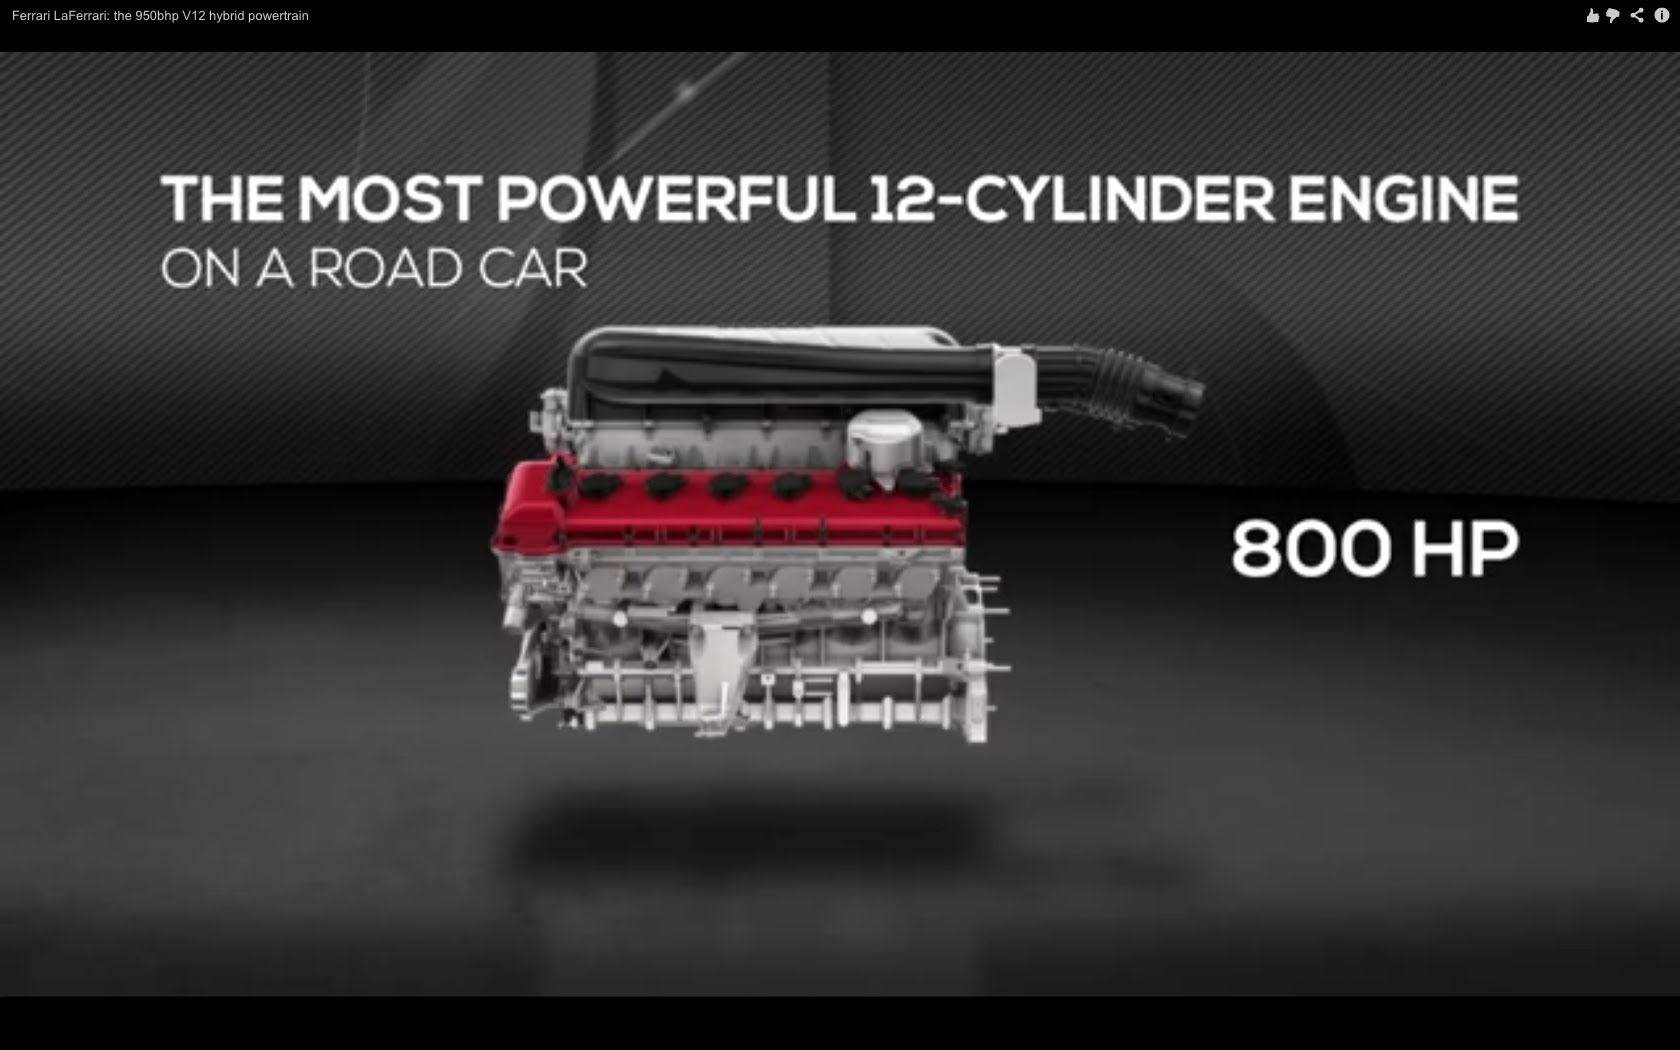 Ferrari LaFerrari: the 950bhp V12 hybrid powertrain
THE MOST POWERFUL 12-CYLINDER ENGINE
ON A ROAD CAR
800 HP